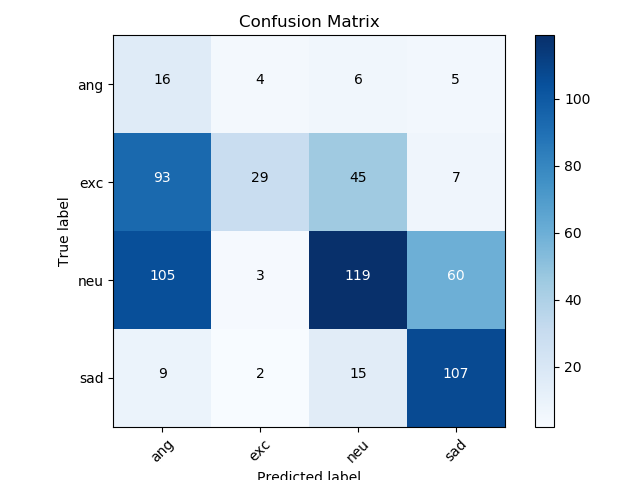 Confusion Matrix
ang 16 4 6 5
exc 93 29 45 7
neu 105 3 119 60
sad 9 2 15 107
ang exc neu sad
True label
Predicted label
100
80
60
40
20